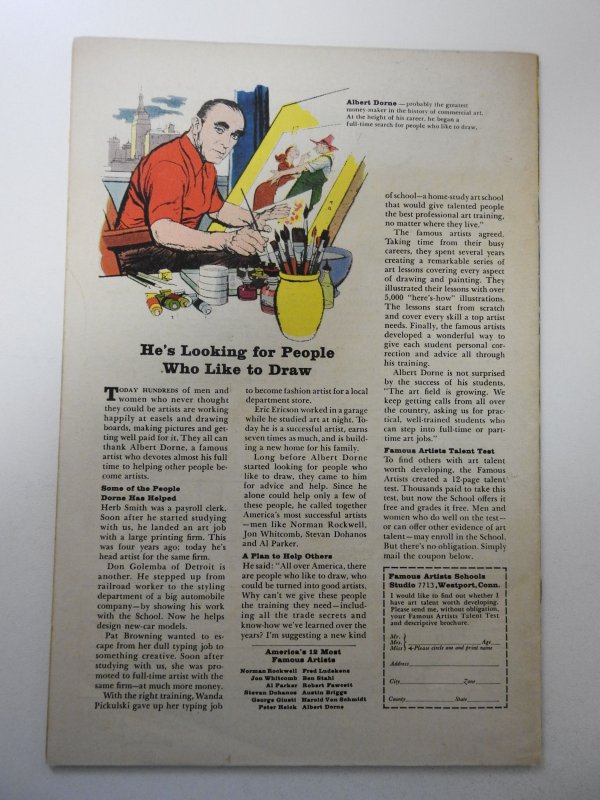 Albert Dorne — probably the greatest
money-maker in the history of commercial art.
At the height of his career, he began a
full-time search for people who like to draw.
He's Looking for People
Who Like to Draw
TODAY HUNDREDS of men and
women who never thought
they could be artists are working
happily at easels and drawing
boards, making pictures and get-
ting well paid for it. They all can
thank Albert Dorne, a famous
artist who devotes almost his full
time to helping other people be-
come artists.
Some of the People
Dorne Has Helped
Herb Smith was a payroll clerk.
Soon after he started studying
with us, he landed an art job
with a large printing firm. This
was four years ago; today he's
head artist for the same firm.
Don Golemba of Detroit is
another. He stepped up from
railroad worker to the styling
department of a big automobile
company—by showing his work
with the School. Now he helps
design new-car models.
Pat Browning wanted to es-
cape from her dull typing job to
something creative. Soon after
studying with us, she was pro-
moted to full-time artist with the
same firm—at much more money.
With the right training, Wanda
Pickulski gave up her typing job
to become fashion artist for a local
department store.
Eric Ericson worked in a garage
while he studied art at night. To-
day he is a successful artist, earns
seven times as much, and is build-
ing a new home for his family.
Long before Albert Dorne
started looking for people who
like to draw, they came to him
for advice and help. Since he
alone could help only a few of
these people, he called together
America's most successful artists
—men like Norman Rockwell,
Jon Whitcomb, Stevan Dohanos
and Al Parker.
A Plan to Help Others
He said: "All over America, there
are people who like to draw, who
could be turned into good artists.
Why can't we give these people
the training they need—includ-
ing all the trade secrets and
know-how we've learned over the
years? I'm suggesting a new kind
America's 12 Most
Famous Artists
Norman Rockwell Fred Ludekens
Jon Whitcomb Ben Stahl
Al Parker Robert Fawcett
Stevan Dohanos Austin Briggs
George Giusti Harold Von Schmidt
Peter Helck Albert Dorne
of school—a home-study art school
that would give talented people
the best professional art training,
no matter where they live."
The famous artists agreed.
Taking time from their busy
careers, they spent several years
creating a remarkable series of
art lessons covering every aspect
of drawing and painting. They
illustrated their lessons with over
5,000 "here's-how" illustrations.
The lessons start from scratch
and cover every skill a top artist
needs. Finally, the famous artists
developed a wonderful way to
give each student personal cor-
rection and advice all through
his training.
Albert Dorne is not surprised
by the success of his students.
"The art field is growing. We
keep getting calls from all over
the country, asking us for prac-
tical, well-trained students who
can step into full-time or part-
time art jobs."
Famous Artists Talent Test
To find others with art talent
worth developing, the Famous
Artists created a 12-page talent
test. Thousands paid to take this
test, but now the School offers it
free and grades it free. Men and
women who do well on the test—
or can offer other evidence of art
talent—may enroll in the School.
But there's no obligation. Simply
mail the coupon below.
Famous Artists Schools
Studio 7713, Westport, Conn.
I would like to find out whether I
have art talent worth developing.
Please send me, without obligation,
your Famous Artists Talent Test
and descriptive brochure.
Mr.
Mrs. Age
Miss Please circle one and print name
Address
City Zone
County State